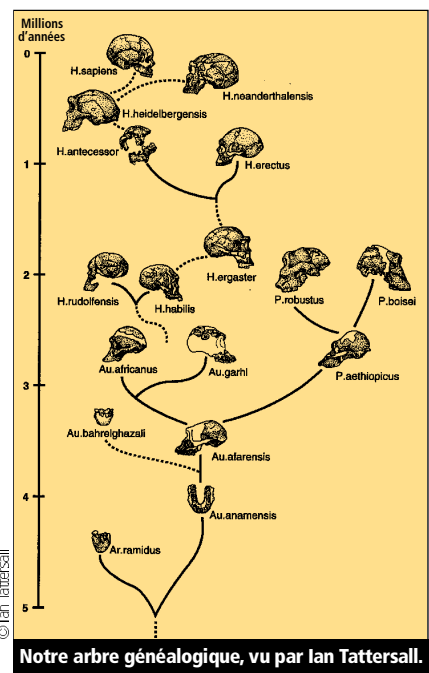 Millions
d'années
0
H.sapiens
H.neanderthalensis
H.heidelbergensis
H.antecessor
H.erectus
1
H.ergaster
2
P.robustus
P.boisei
H.rudolfensis
H.habilis
Au.africanus
Au.garhi
P.aethiopicus
3
Au.bahrelghazali
Au.afarensis
4
Au.anamensis
Ar.ramidus
5
© Ian Tattersall
Notre arbre généalogique, vu par Ian Tattersall.